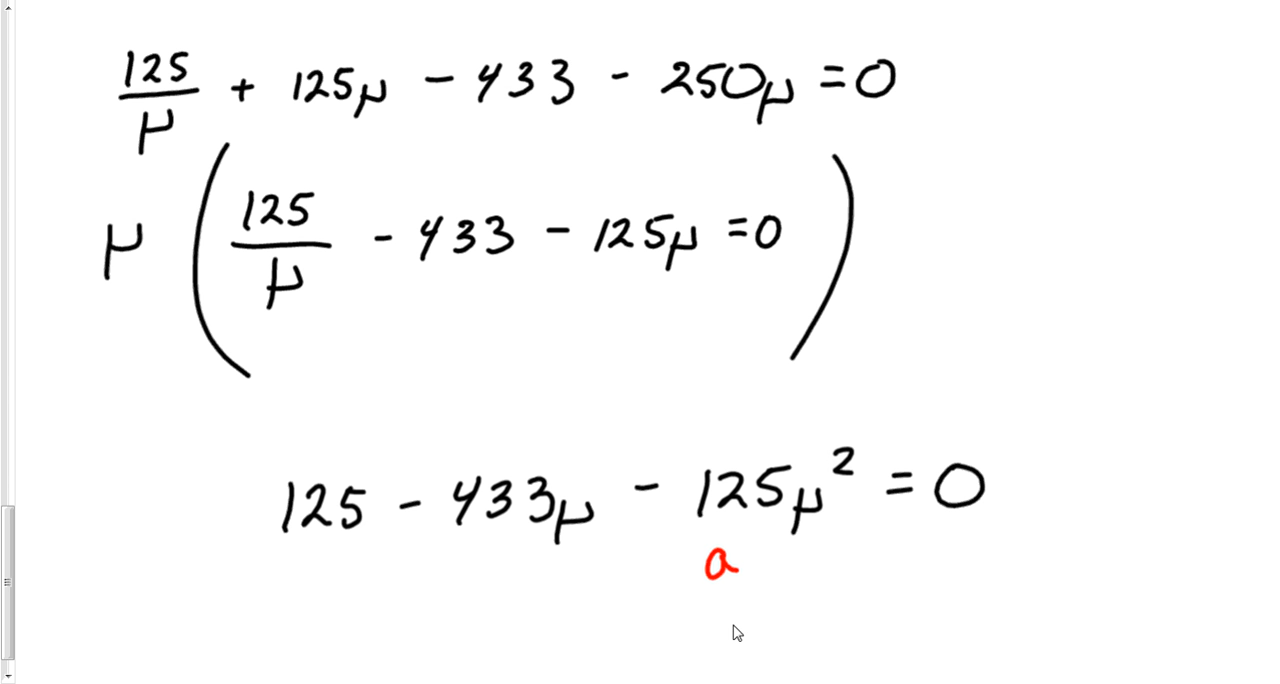 125/μ + 125μ - 433 - 250μ = 0
μ ( 125/μ - 433 - 125μ = 0 )
125 - 433μ - 125μ² = 0
a